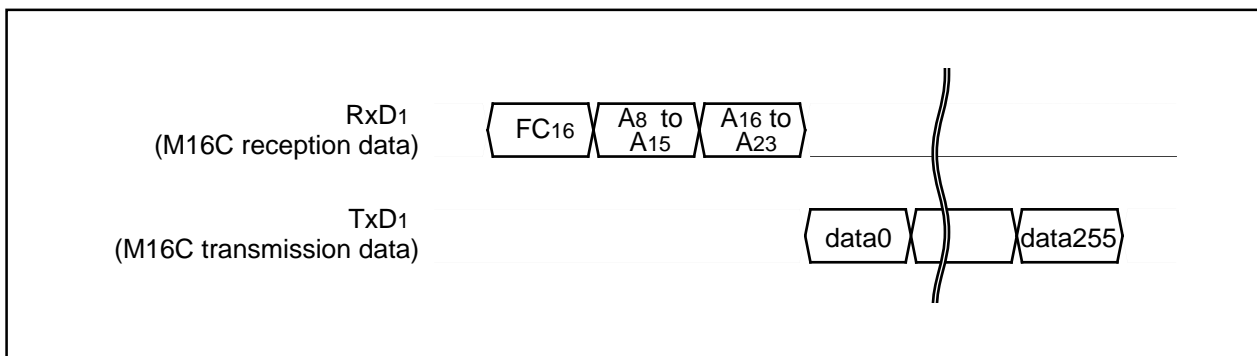 RxD1
(M16C reception data)
FC16
A8 to
A15
A16 to
A23
TxD1
(M16C transmission data)
data0
data255